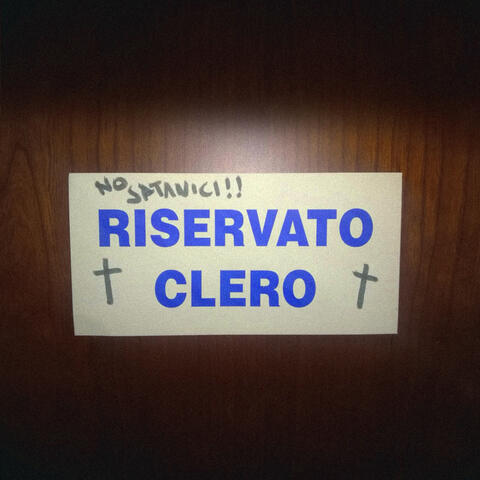 NO SATANICI!!
RISERVATO
CLERO